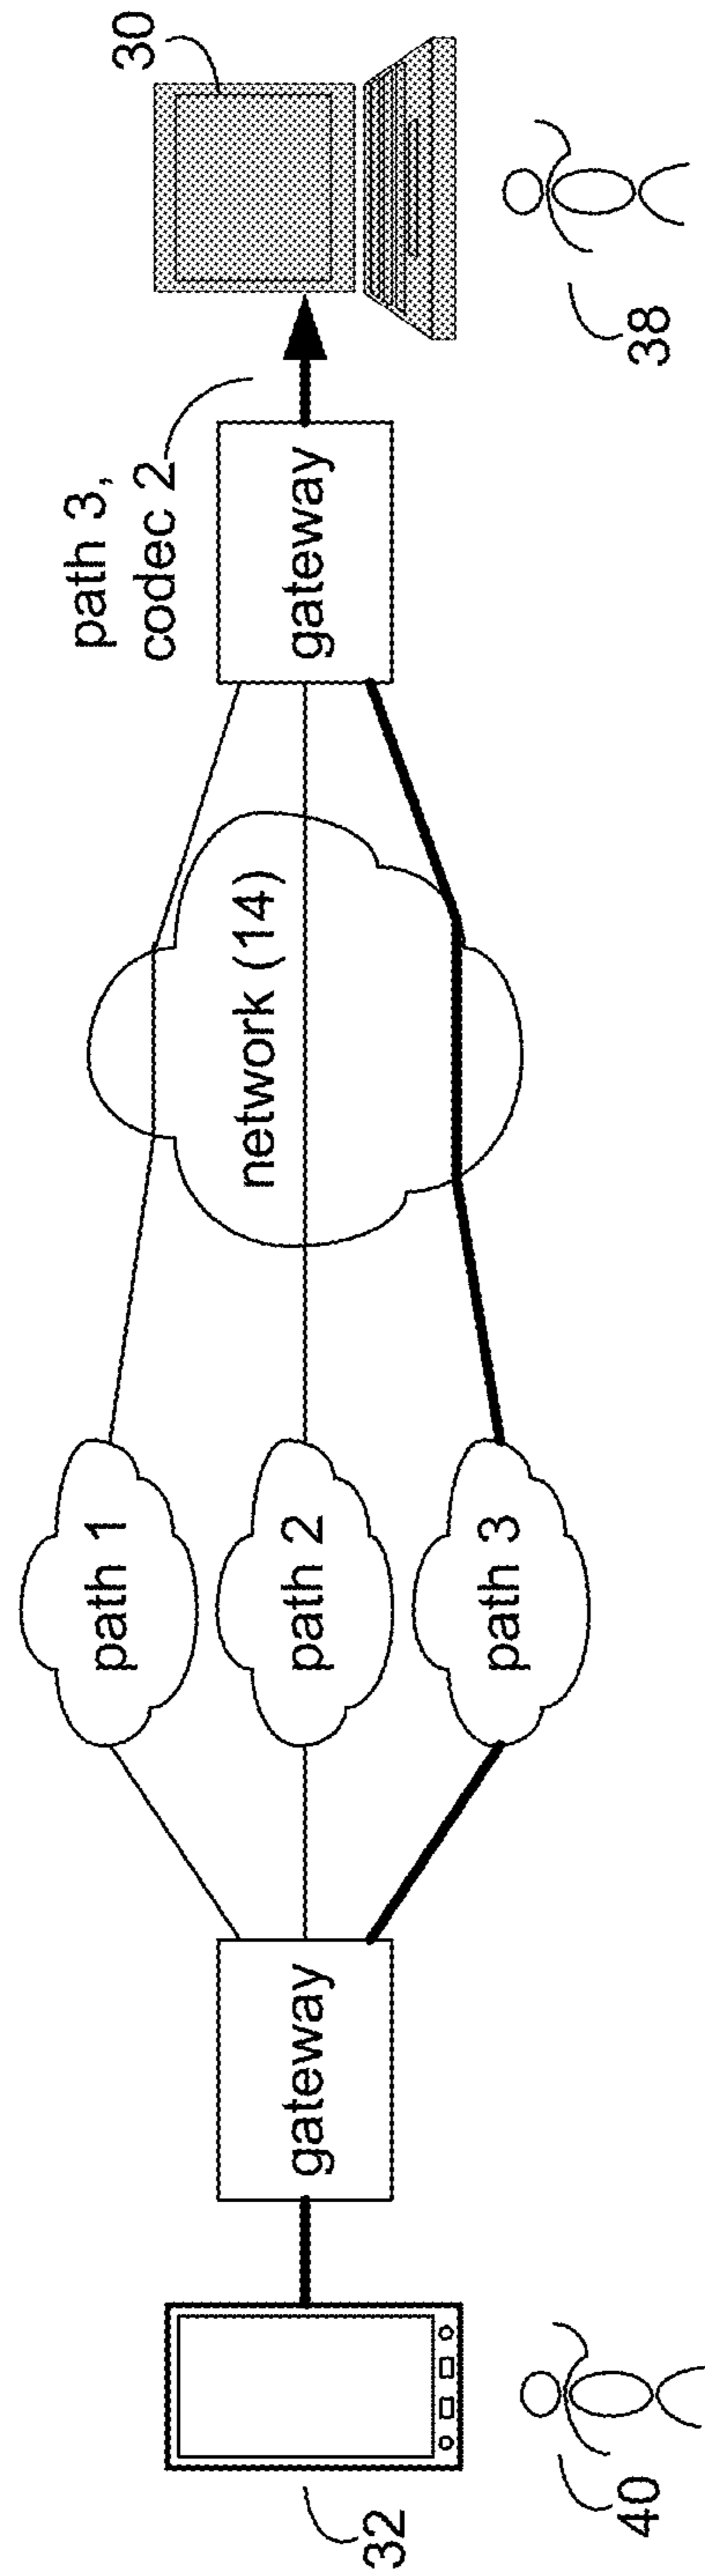 32
40
gateway
path 1
path 2
path 3
network (14)
path 3,
codec 2
gateway
30
38